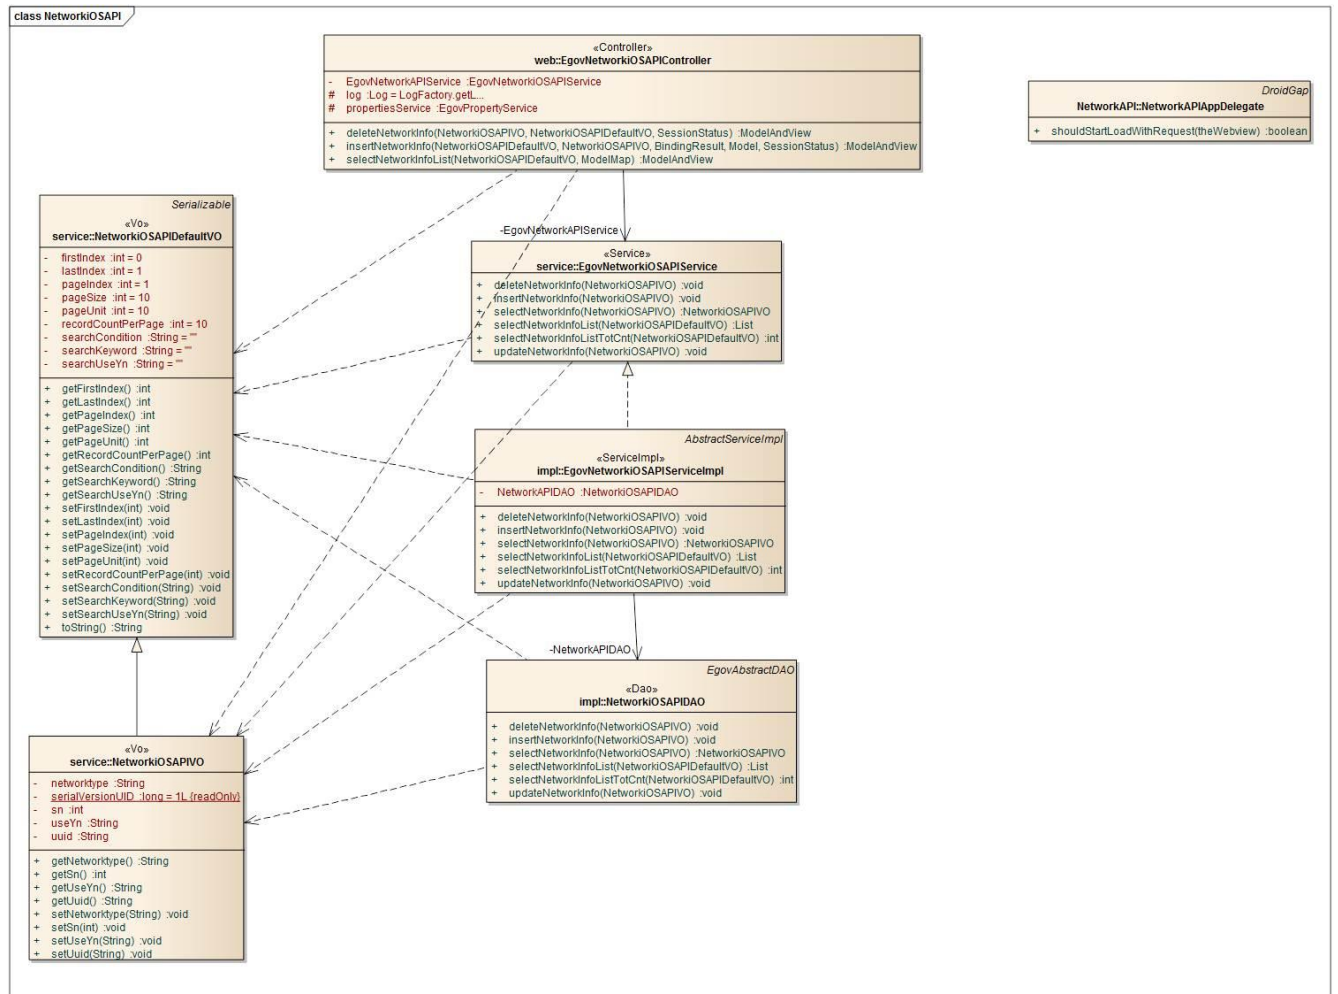 class NetworkiOSAPI
«Controller»
web::EgovNetworkiOSAPIController
- EgovNetworkAPIService :EgovNetworkiOSAPIService
# log :Log = LogFactory.getL...
# propertiesService :EgovPropertyService
+ deleteNetworkInfo(NetworkiOSAPIVO, NetworkiOSAPIDefaultVO, SessionStatus) :ModelAndView
+ insertNetworkInfo(NetworkiOSAPIDefaultVO, NetworkiOSAPIVO, BindingResult, Model, SessionStatus) :ModelAndView
+ selectNetworkInfoList(NetworkiOSAPIDefaultVO, ModelMap) :ModelAndView
DroidGap
NetworkAPI::NetworkAPIAppDelegate
+ shouldStartLoadWithRequest(theWebview) :boolean
Serializable
«Vo»
service::NetworkiOSAPIDefaultVO
- firstIndex :int = 0
- lastIndex :int = 1
- pageIndex :int = 1
- pageSize :int = 10
- pageUnit :int = 10
- recordCountPerPage :int = 10
- searchCondition :String = ""
- searchKeyword :String = ""
- searchUseYn :String = ""
+ getFirstIndex() :int
+ getLastIndex() :int
+ getPageIndex() :int
+ getPageSize() :int
+ getPageUnit() :int
+ getRecordCountPerPage() :int
+ getSearchCondition() :String
+ getSearchKeyword() :String
+ getSearchUseYn() :String
+ setFirstIndex(int) :void
+ setLastIndex(int) :void
+ setPageIndex(int) :void
+ setPageSize(int) :void
+ setPageUnit(int) :void
+ setRecordCountPerPage(int) :void
+ setSearchCondition(String) :void
+ setSearchKeyword(String) :void
+ setSearchUseYn(String) :void
+ toString() :String
-EgovNetworkAPIService
«Service»
service::EgovNetworkiOSAPIService
+ deleteNetworkInfo(NetworkiOSAPIVO) :void
+ insertNetworkInfo(NetworkiOSAPIVO) :void
+ selectNetworkInfo(NetworkiOSAPIVO) :NetworkiOSAPIVO
+ selectNetworkInfoList(NetworkiOSAPIDefaultVO) :List
+ selectNetworkInfoListTotCnt(NetworkiOSAPIDefaultVO) :int
+ updateNetworkInfo(NetworkiOSAPIVO) :void
AbstractServiceImpl
«ServiceImpl»
impl::EgovNetworkiOSAPIServiceImpl
- NetworkAPIDAO :NetworkiOSAPIDAO
+ deleteNetworkInfo(NetworkiOSAPIVO) :void
+ insertNetworkInfo(NetworkiOSAPIVO) :void
+ selectNetworkInfo(NetworkiOSAPIVO) :NetworkiOSAPIVO
+ selectNetworkInfoList(NetworkiOSAPIDefaultVO) :List
+ selectNetworkInfoListTotCnt(NetworkiOSAPIDefaultVO) :int
+ updateNetworkInfo(NetworkiOSAPIVO) :void
-NetworkAPIDAO
EgovAbstractDAO
«Dao»
impl::NetworkiOSAPIDAO
+ deleteNetworkInfo(NetworkiOSAPIVO) :void
+ insertNetworkInfo(NetworkiOSAPIVO) :void
+ selectNetworkInfo(NetworkiOSAPIVO) :NetworkiOSAPIVO
+ selectNetworkInfoList(NetworkiOSAPIDefaultVO) :List
+ selectNetworkInfoListTotCnt(NetworkiOSAPIDefaultVO) :int
+ updateNetworkInfo(NetworkiOSAPIVO) :void
«Vo»
service::NetworkiOSAPIVO
- networktype :String
- serialVersionUID :long = 1L {readOnly}
- sn :int
- useYn :String
- uuid :String
+ getNetworktype() :String
+ getSn() :int
+ getUseYn() :String
+ getUuid() :String
+ setNetworktype(String) :void
+ setSn(int) :void
+ setUseYn(String) :void
+ setUuid(String) :void